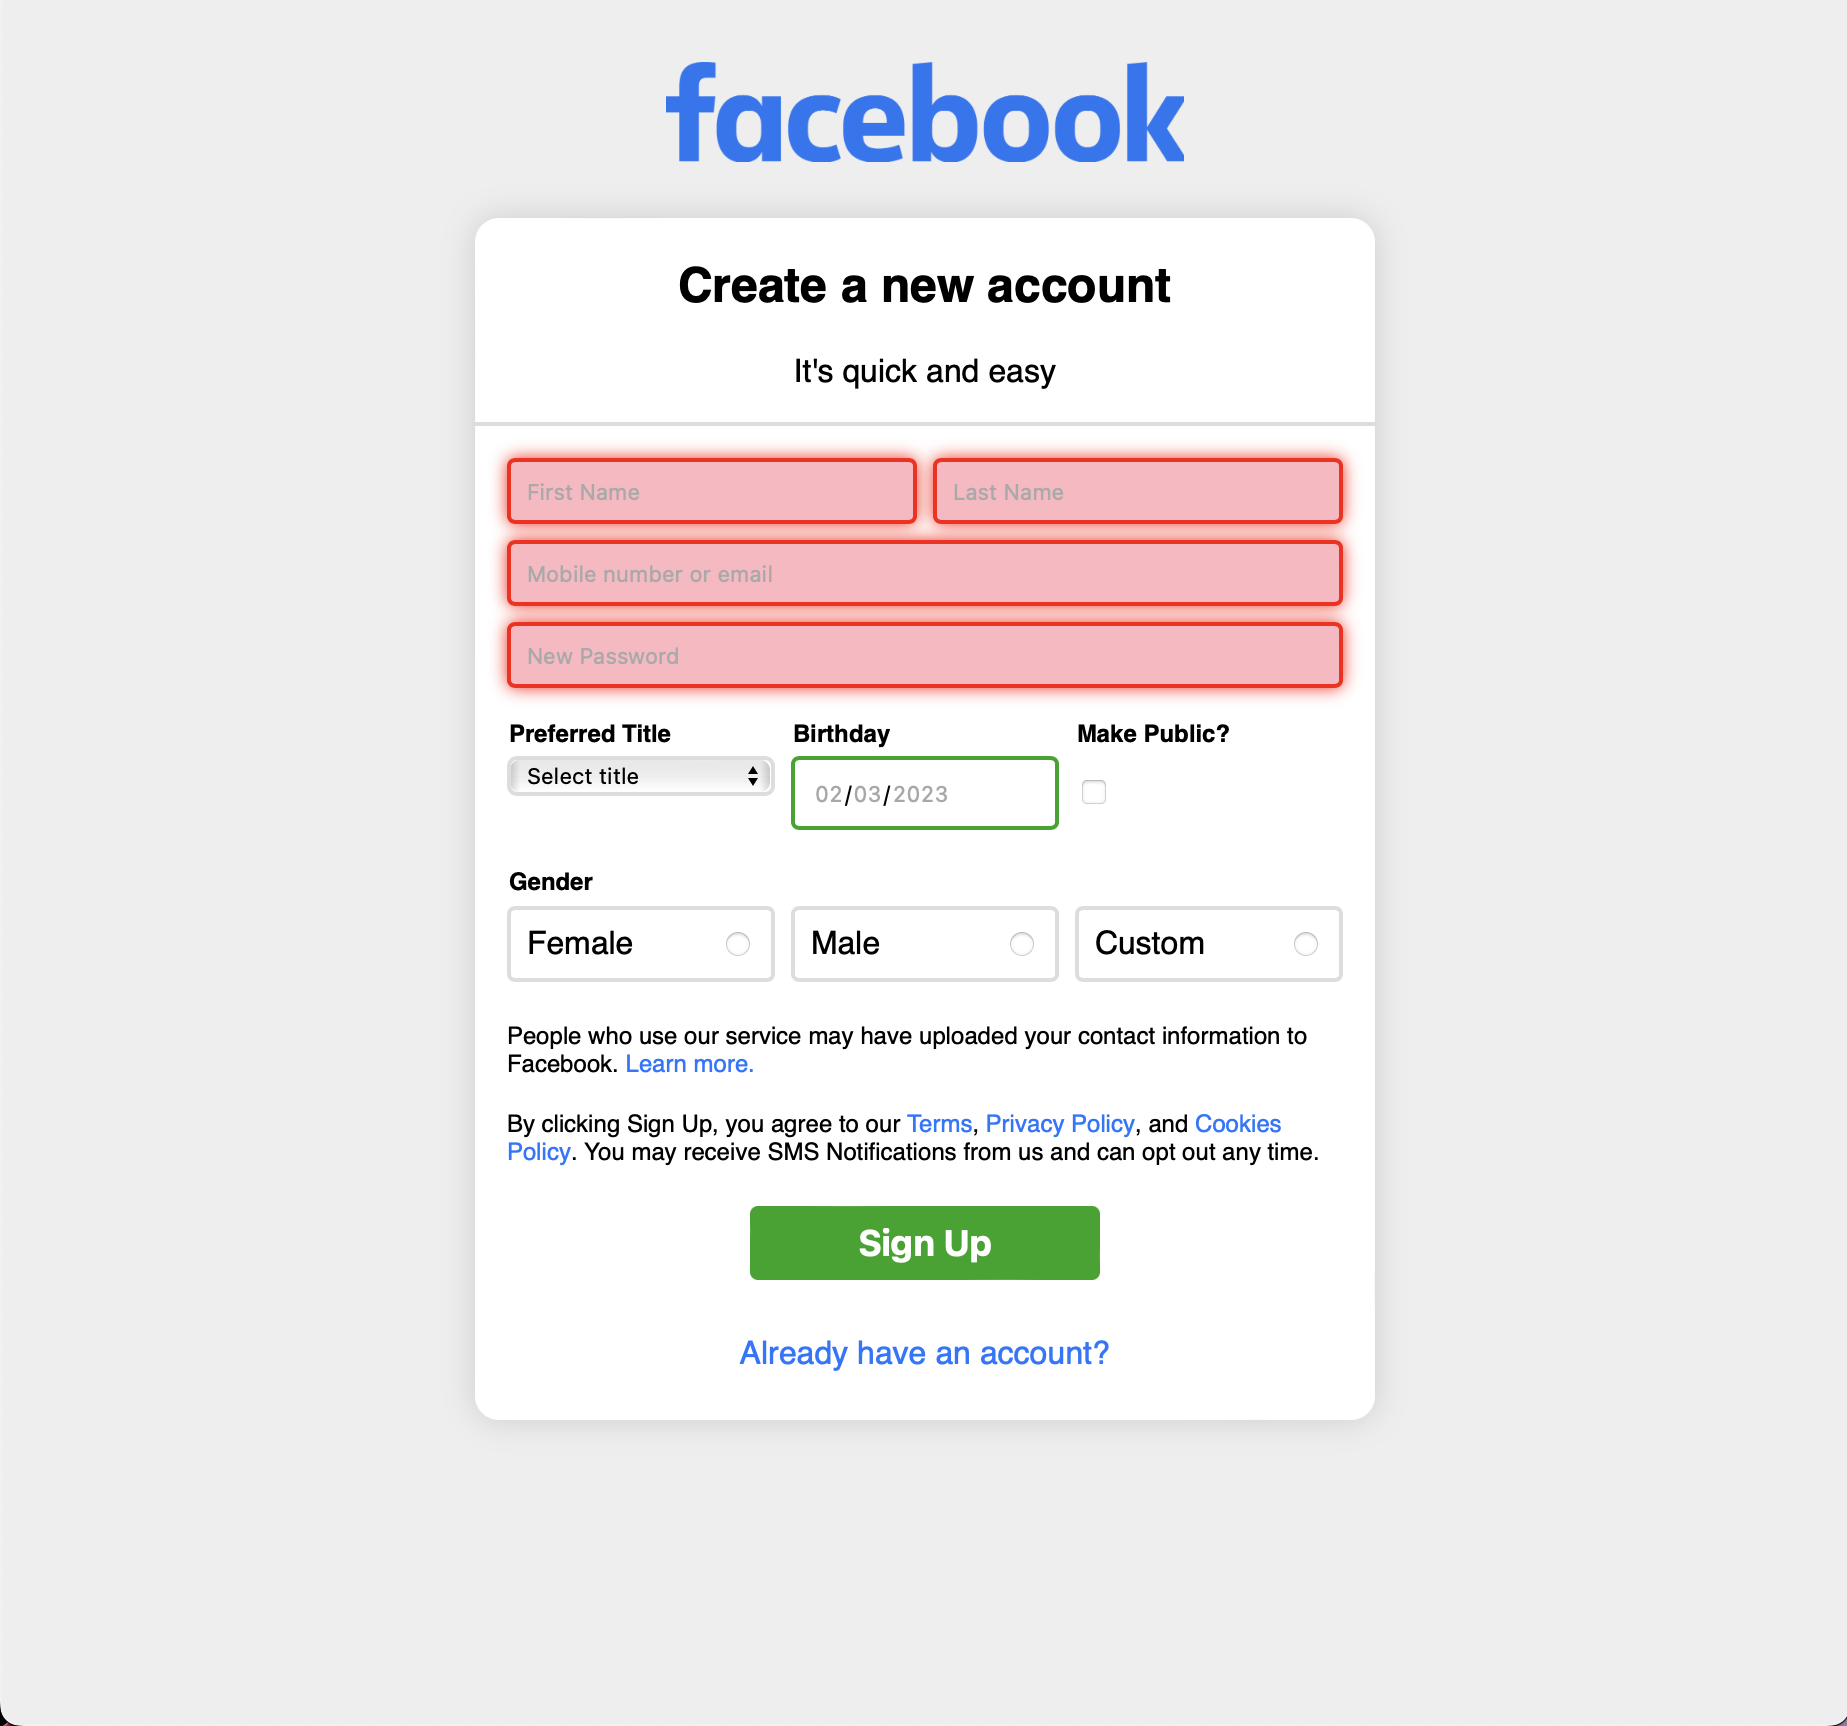 facebook
Create a new account
It's quick and easy
First Name
Last Name
Mobile number or email
New Password
Preferred Title
Birthday
Make Public?
Select title
02/03/2023
Gender
Female
Male
Custom
People who use our service may have uploaded your contact information to
Facebook. Learn more.
By clicking Sign Up, you agree to our Terms, Privacy Policy, and Cookies
Policy. You may receive SMS Notifications from us and can opt out any time.
Sign Up
Already have an account?